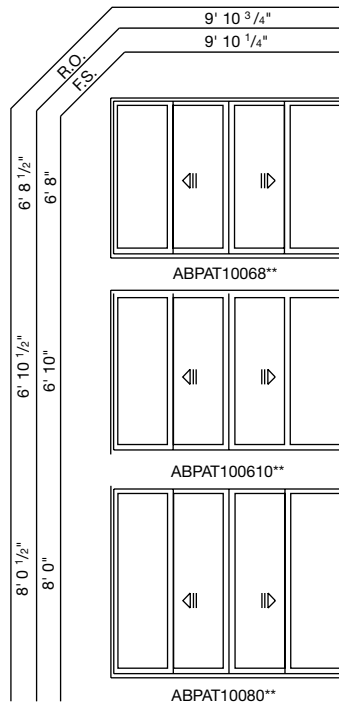 9' 10 3/4"
R.O.
9' 10 1/4"
F.S.
6' 8 1/2"
6' 8"
ABPAT10068**
6' 10 1/2"
6' 10"
ABPAT100610**
8' 0 1/2"
8' 0"
ABPAT10080**